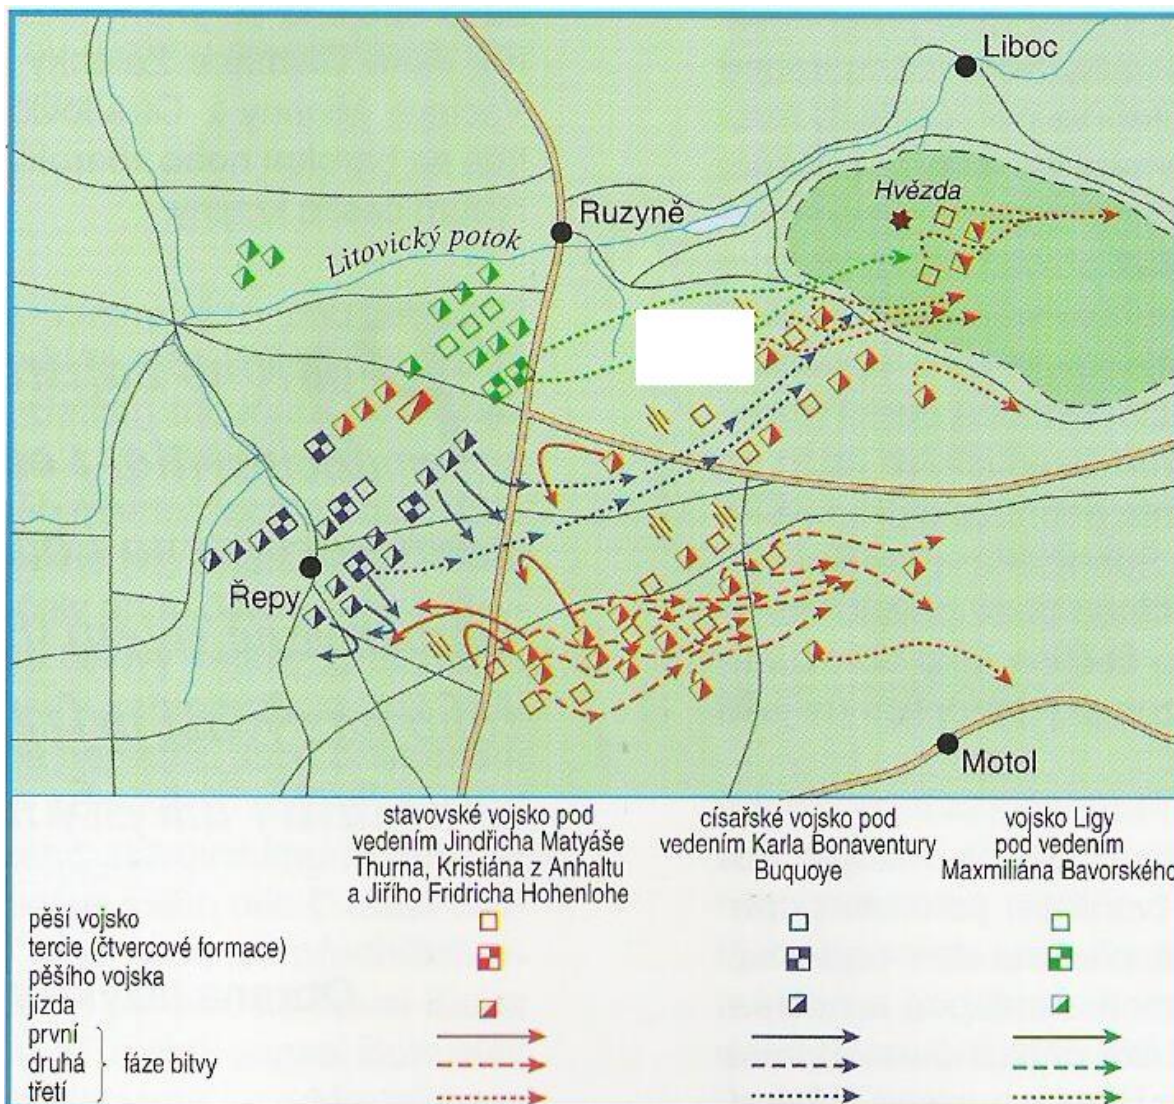 Liboc
Hvězda
Ruzyně
Litovický potok
Řepy
Motol
stavovské vojsko pod
vedením Jindřicha Matyáše
Thurna, Kristiána z Anhaltu
a Jiřího Fridricha Hohenlohe
císařské vojsko pod
vedením Karla Bonaventury
Buquoye
vojsko Ligy
pod vedením
Maxmiliána Bavorského
pěší vojsko
tercie (čtvercové formace)
pěšího vojska
jízda
první
druhá
třetí
fáze bitvy